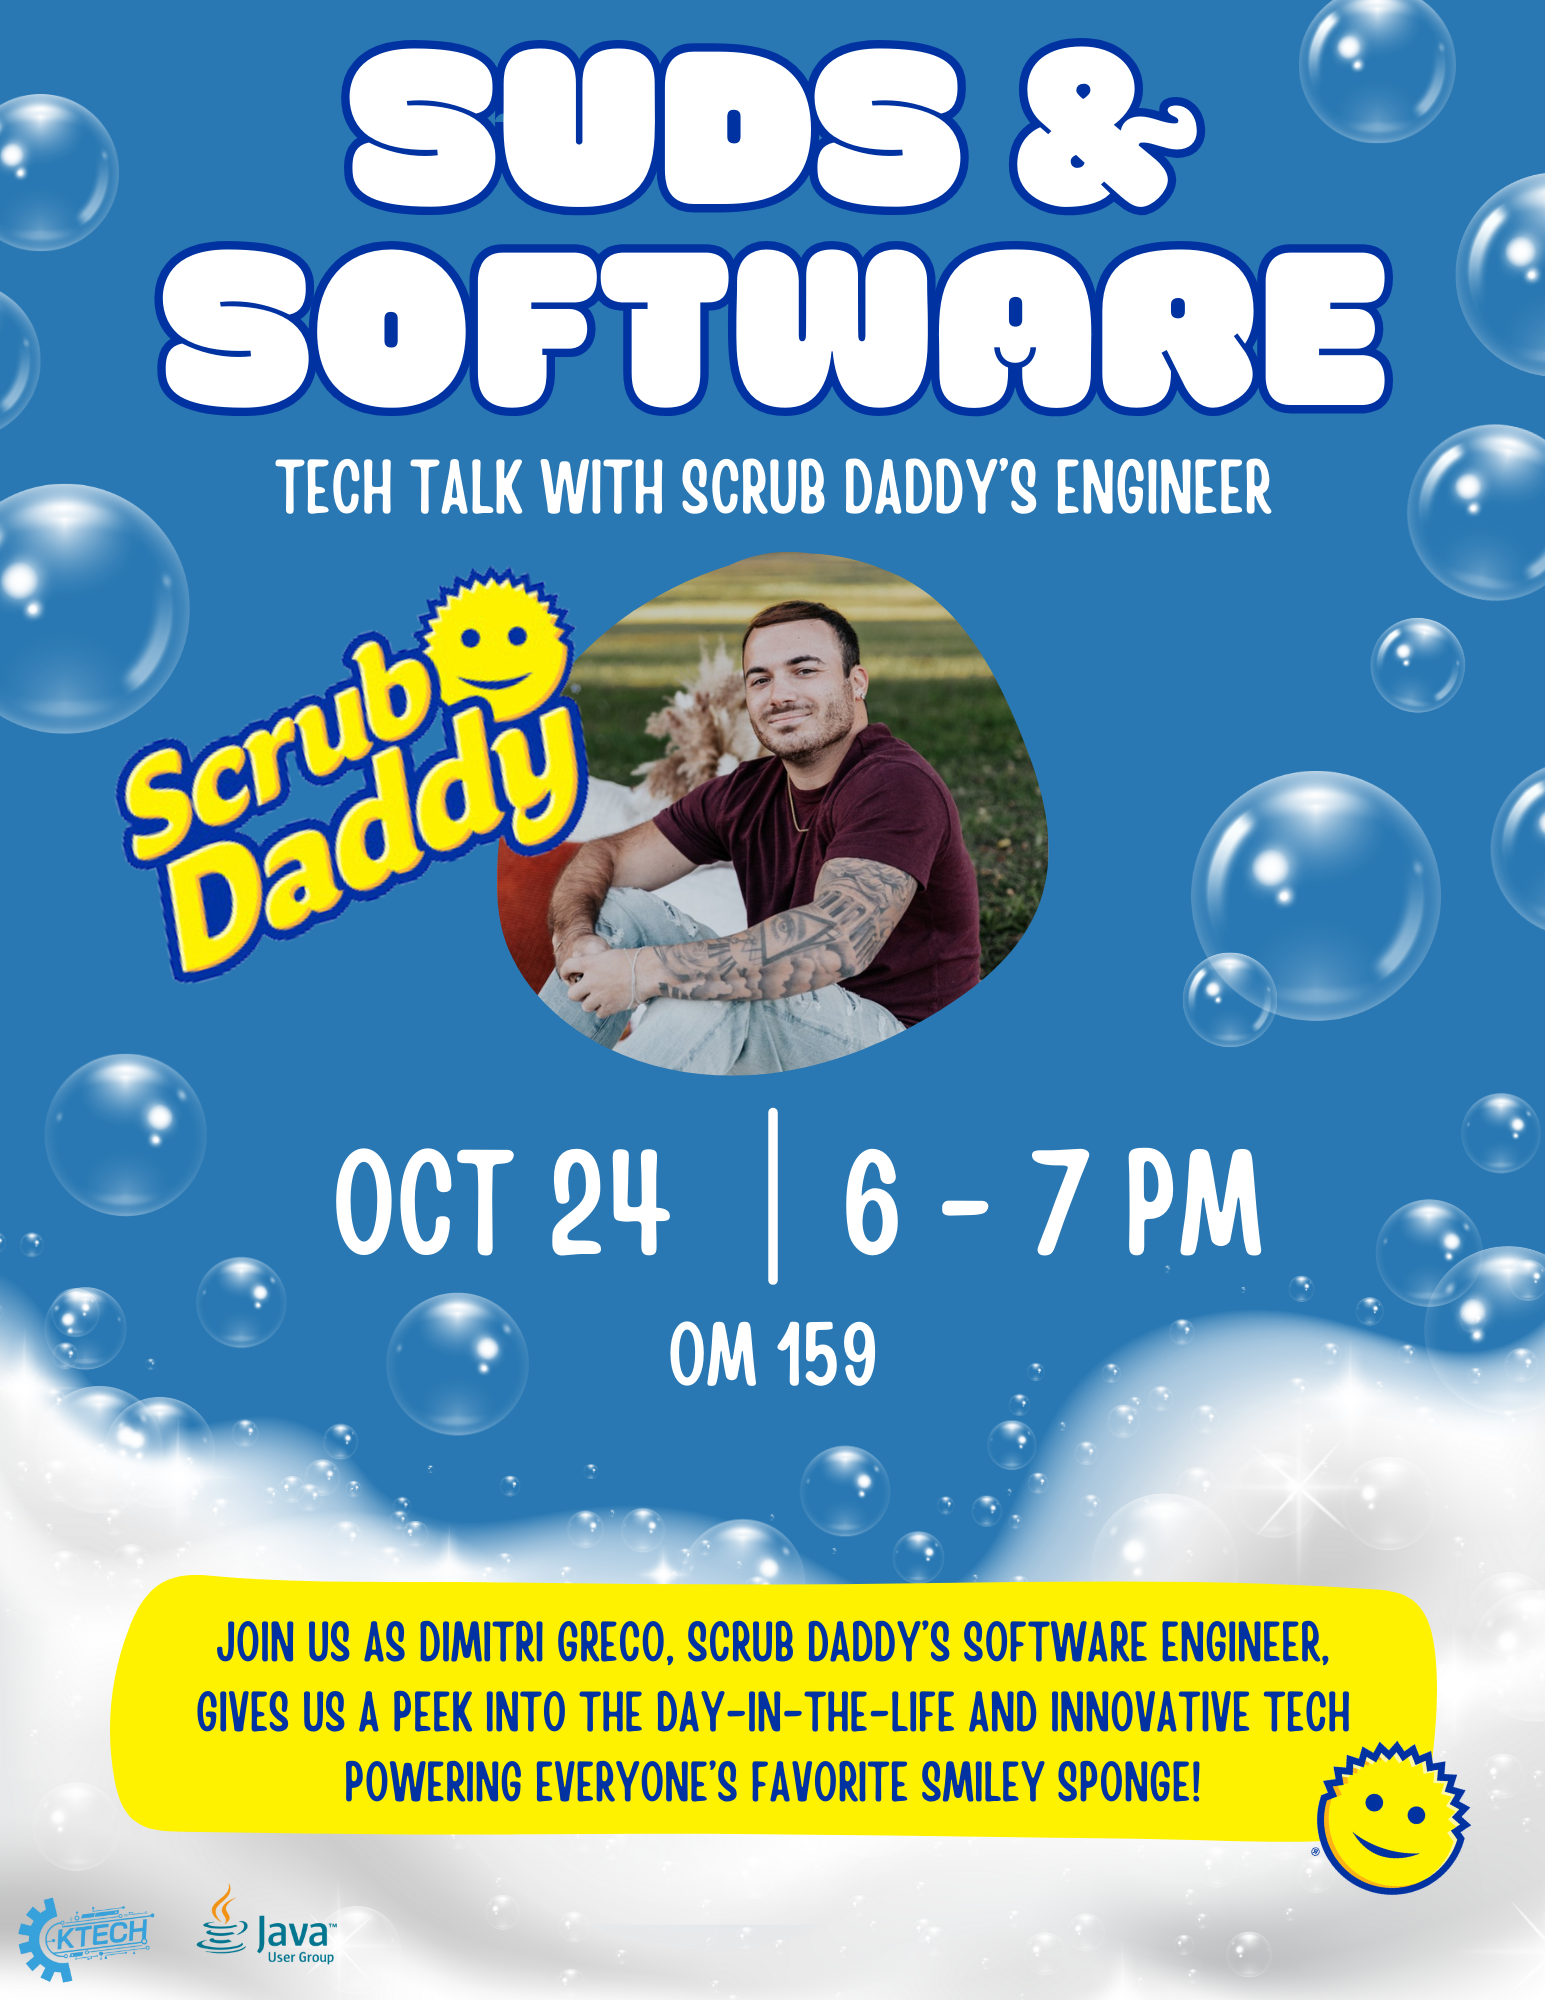 SUDS &
SOFTWARE
TECH TALK WITH SCRUB DADDY'S ENGINEER
Scrub
Daddy
OCT 24 | 6 - 7 PM
OM 159
JOIN US AS DIMITRI GRECO, SCRUB DADDY'S SOFTWARE ENGINEER,
GIVES US A PEEK INTO THE DAY-IN-THE-LIFE AND INNOVATIVE TECH
POWERING EVERYONE'S FAVORITE SMILEY SPONGE!
®
KTECH
Java™
User Group